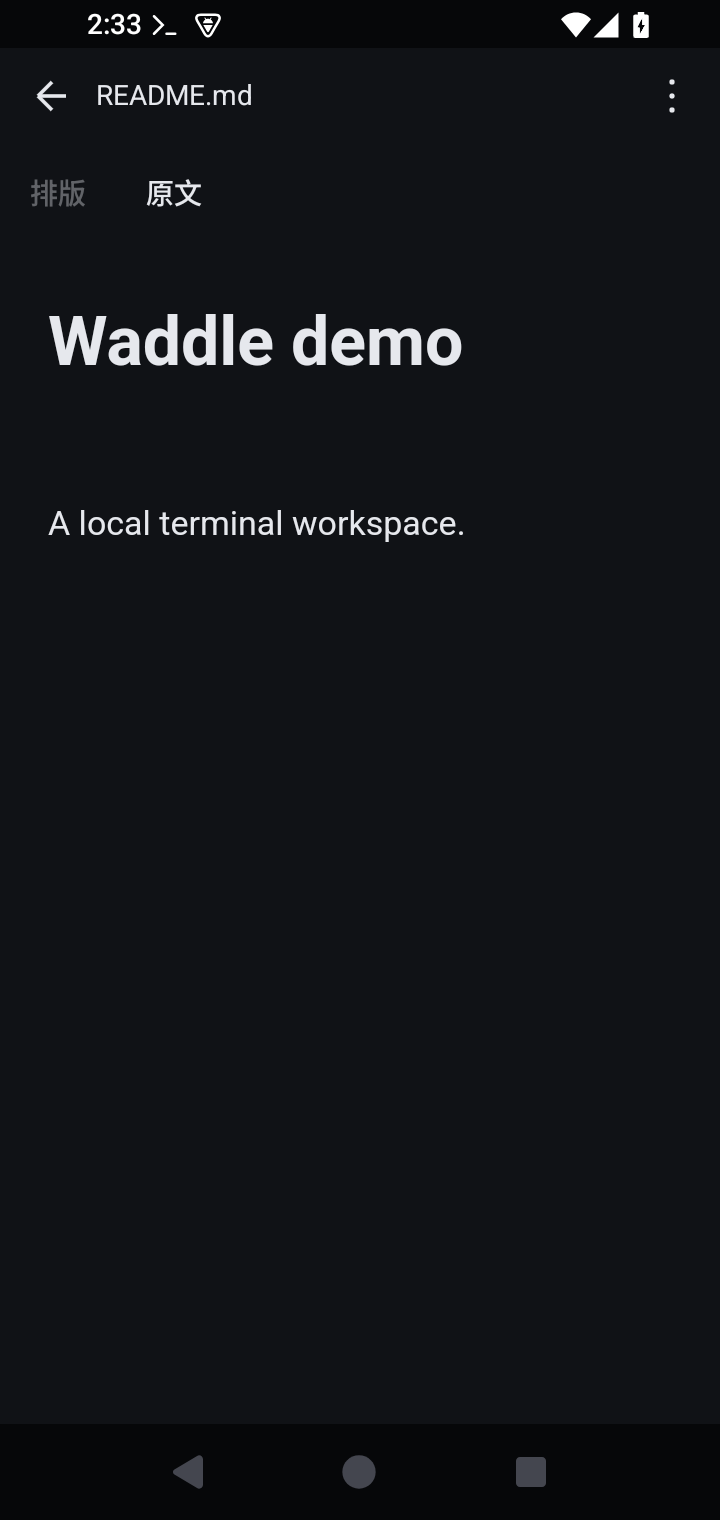 2:33
README.md
排版 原文
Waddle demo
A local terminal workspace.